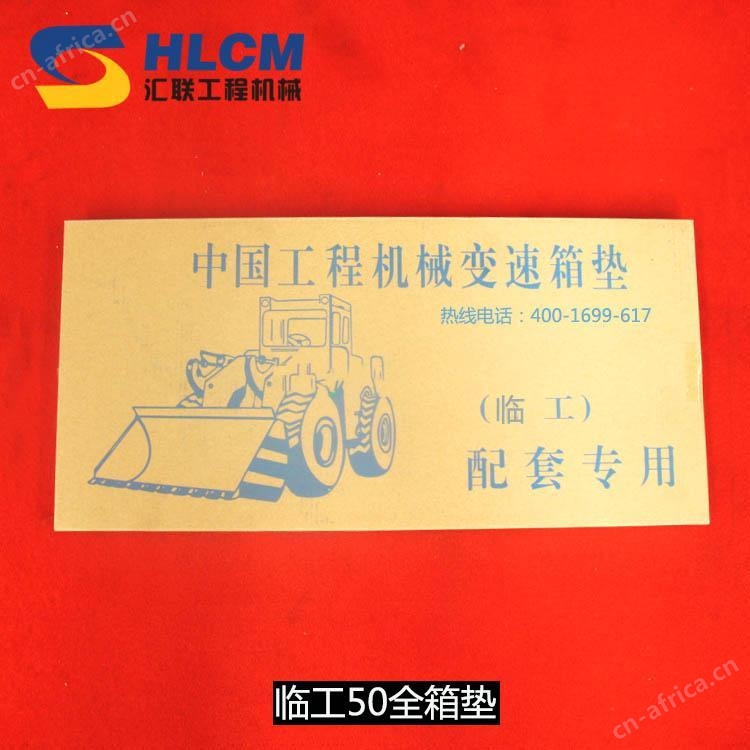 HLCM
汇联工程机械
cn-africa.cn
中国工程机械变速箱垫
热线电话：400-1699-617
（临 工）
配套专用
临工50全箱垫
cn-africa.cn